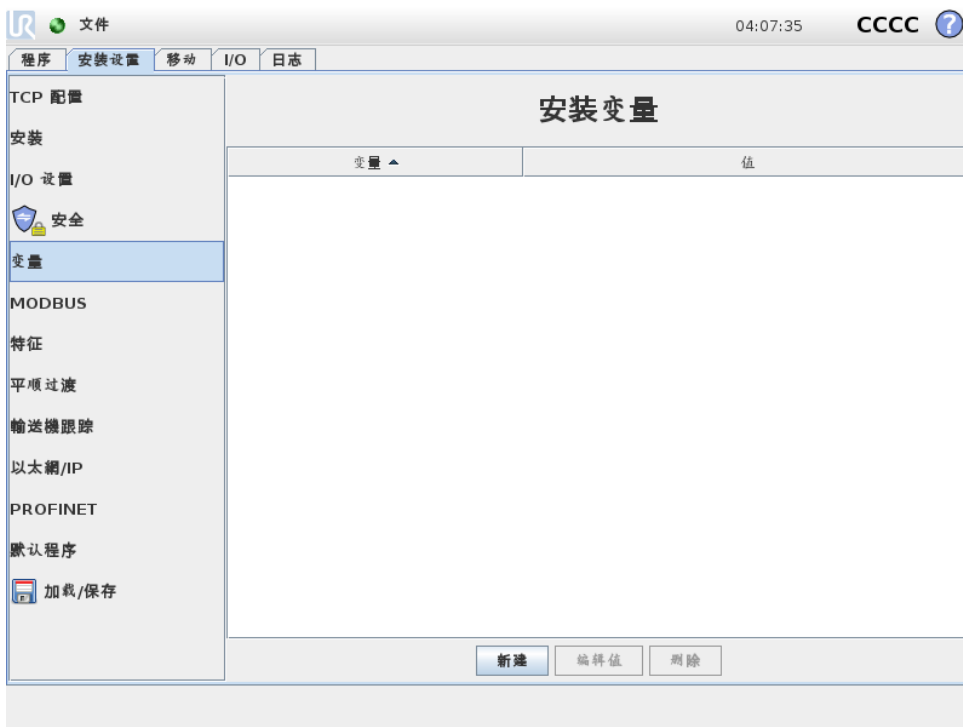 UR 文件 04:07:35 CCCC ?
程序 安装设置 移动 I/O 日志
TCP 配置
安装
I/O 设置
安全
变量
MODBUS
特征
平顺过渡
輸送機跟踪
以太網/IP
PROFINET
默认程序
加载/保存
安装变量
变量 值
新建 编辑值 删除